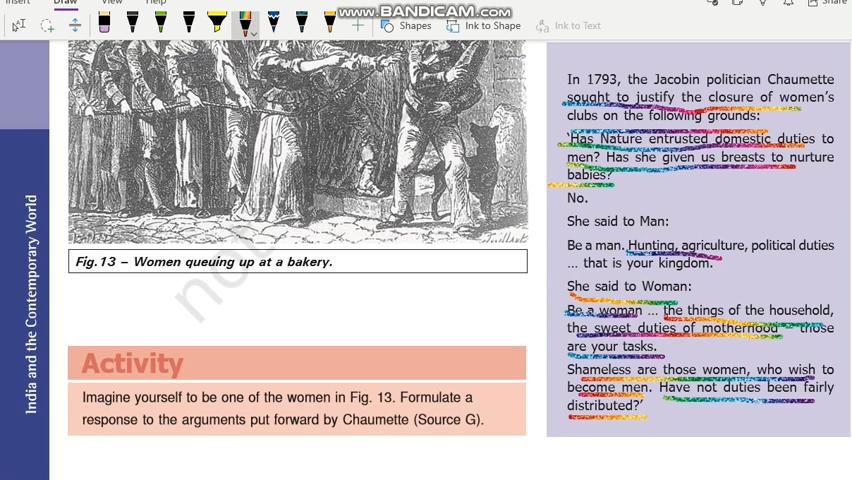 www.BANDICAM.com
Insert Draw View Help
Share
Shapes
Ink to Shape
Ink to Text
India and the Contemporary World
Fig.13 – Women queuing up at a bakery.
Activity
Imagine yourself to be one of the women in Fig. 13. Formulate a
response to the arguments put forward by Chaumette (Source G).
In 1793, the Jacobin politician Chaumette
sought to justify the closure of women’s
clubs on the following grounds:
‘Has Nature entrusted domestic duties to
men? Has she given us breasts to nurture
babies?
No.
She said to Man:
Be a man. Hunting, agriculture, political duties
… that is your kingdom.
She said to Woman:
Be a woman … the things of the household,
the sweet duties of motherhood those
are your tasks.
Shameless are those women, who wish to
become men. Have not duties been fairly
distributed?’